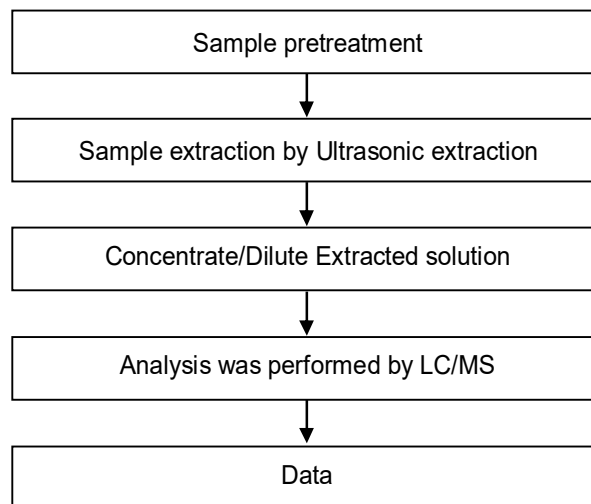 Sample pretreatment
Sample extraction by Ultrasonic extraction
Concentrate/Dilute Extracted solution
Analysis was performed by LC/MS
Data